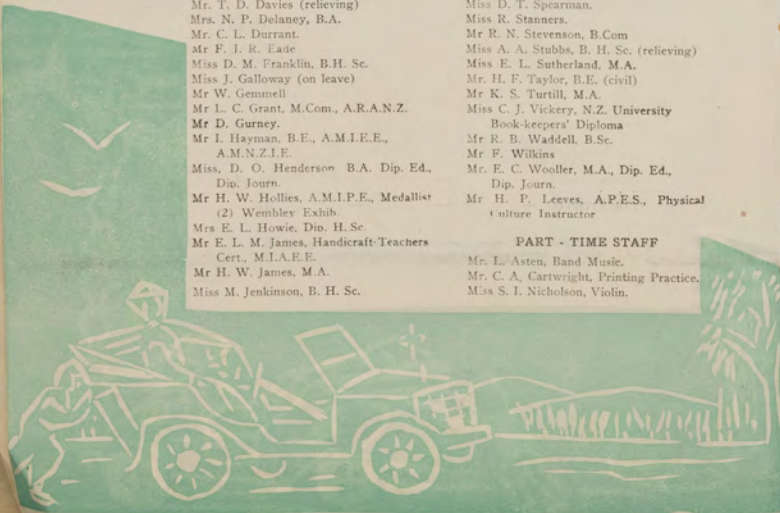 Mr. T. D. Davies (relieving)
Mrs. N. P. Delaney, B.A.
Mr. C. L. Durrant.
Mr F. J. R. Eade
Miss D. M. Franklin, B.H. Sc.
Miss J. Galloway (on leave)
Mr W. Gemmell
Mr L. C. Grant, M.Com., A.R.A.N.Z.
Mr D. Gurney.
Mr I. Hayman, B.E., A.M.I.E.E.,
A.M.N.Z.I.E.
Miss, D. O. Henderson B.A. Dip. Ed.,
Dip. Journ.
Mr H. W. Hollies, A.M.I.P.E., Medallist
(2) Wembley Exhib.
Mrs E. L. Howie, Dip. H. Sc.
Mr E. L. M. James, Handicraft Teachers
Cert., M.I.A.E.E.
Mr H. W. James, M.A.
Miss M. Jenkinson, B. H. Sc.
Miss D. T. Spearman.
Miss R. Stanners.
Mr R. N. Stevenson, B.Com
Miss A. A. Stubbs, B. H. Sc. (relieving)
Miss E. L. Sutherland, M.A.
Mr. H. F. Taylor, B.E. (civil)
Mr K. S. Turtill, M.A.
Miss C. J. Vickery, N.Z. University
Book-keepers' Diploma
Mr R. B. Waddell, B.Sc.
Mr F. Wilkins
Mr. E. C. Wooller, M.A., Dip. Ed.,
Dip. Journ.
Mr H. P. Leeves, A.P.E.S., Physical
Culture Instructor
PART - TIME STAFF
Mr. L. Asten, Band Music.
Mr. C. A. Cartwright, Printing Practice.
Miss S. I. Nicholson, Violin.